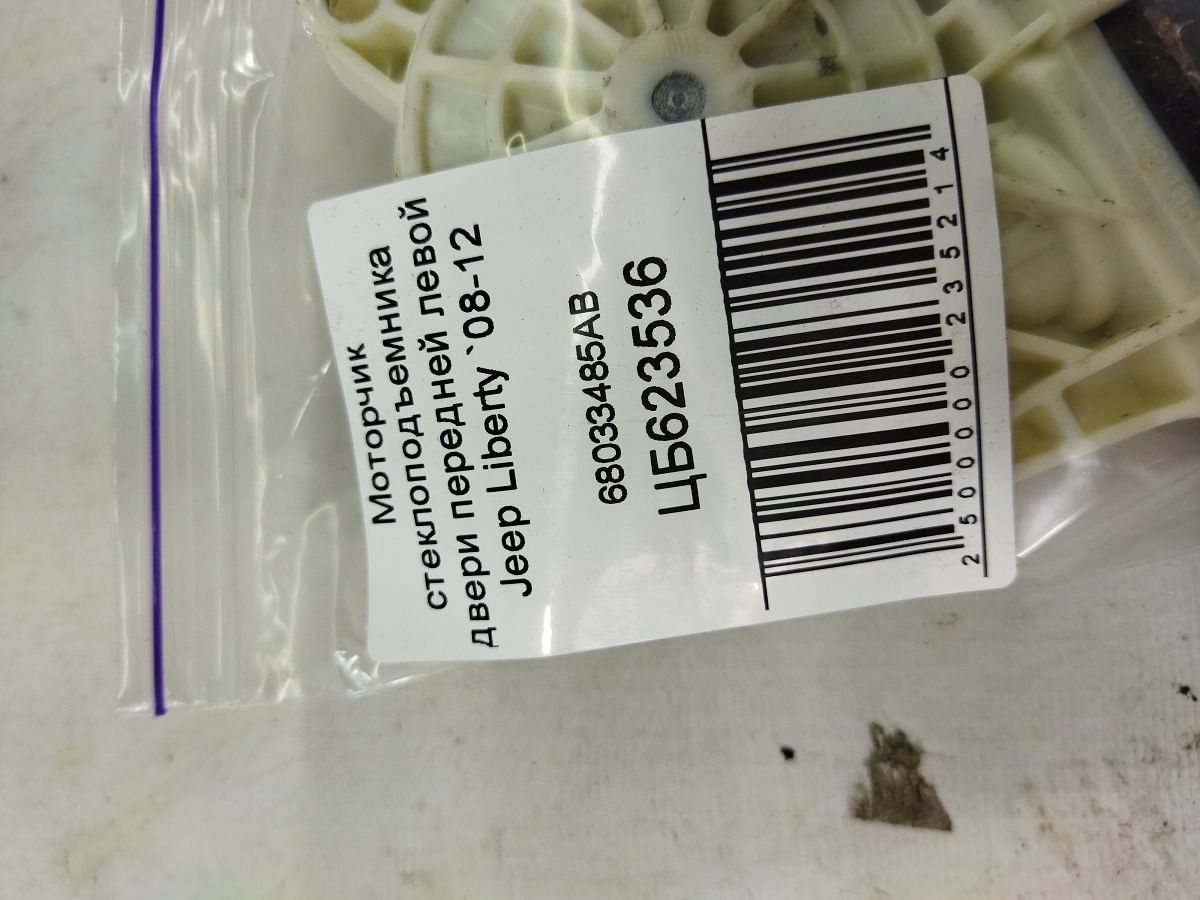 Моторчик
стеклоподъемника
двери передней левой
Jeep Liberty `08-12
68033485AB
ЦБ623536
2500000235214